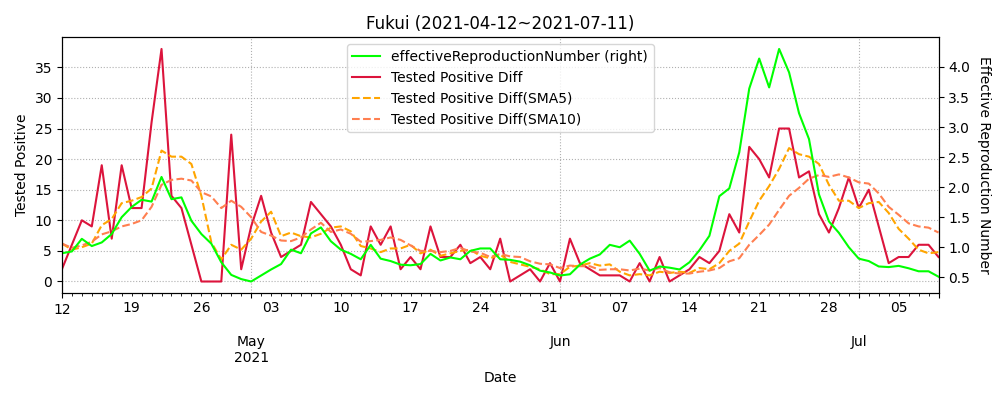 Fukui (2021-04-12~2021-07-11)
effectiveReproductionNumber (right)
Tested Positive Diff
Tested Positive Diff(SMA5)
Tested Positive Diff(SMA10)
Tested Positive
35
30
25
20
15
10
5
0
4.0
3.5
3.0
2.5
2.0
1.5
1.0
0.5
Effective Reproduction Number
12 19 26 03 10 17 24 31 07 14 21 28 05
May Jun Jul
2021
Date